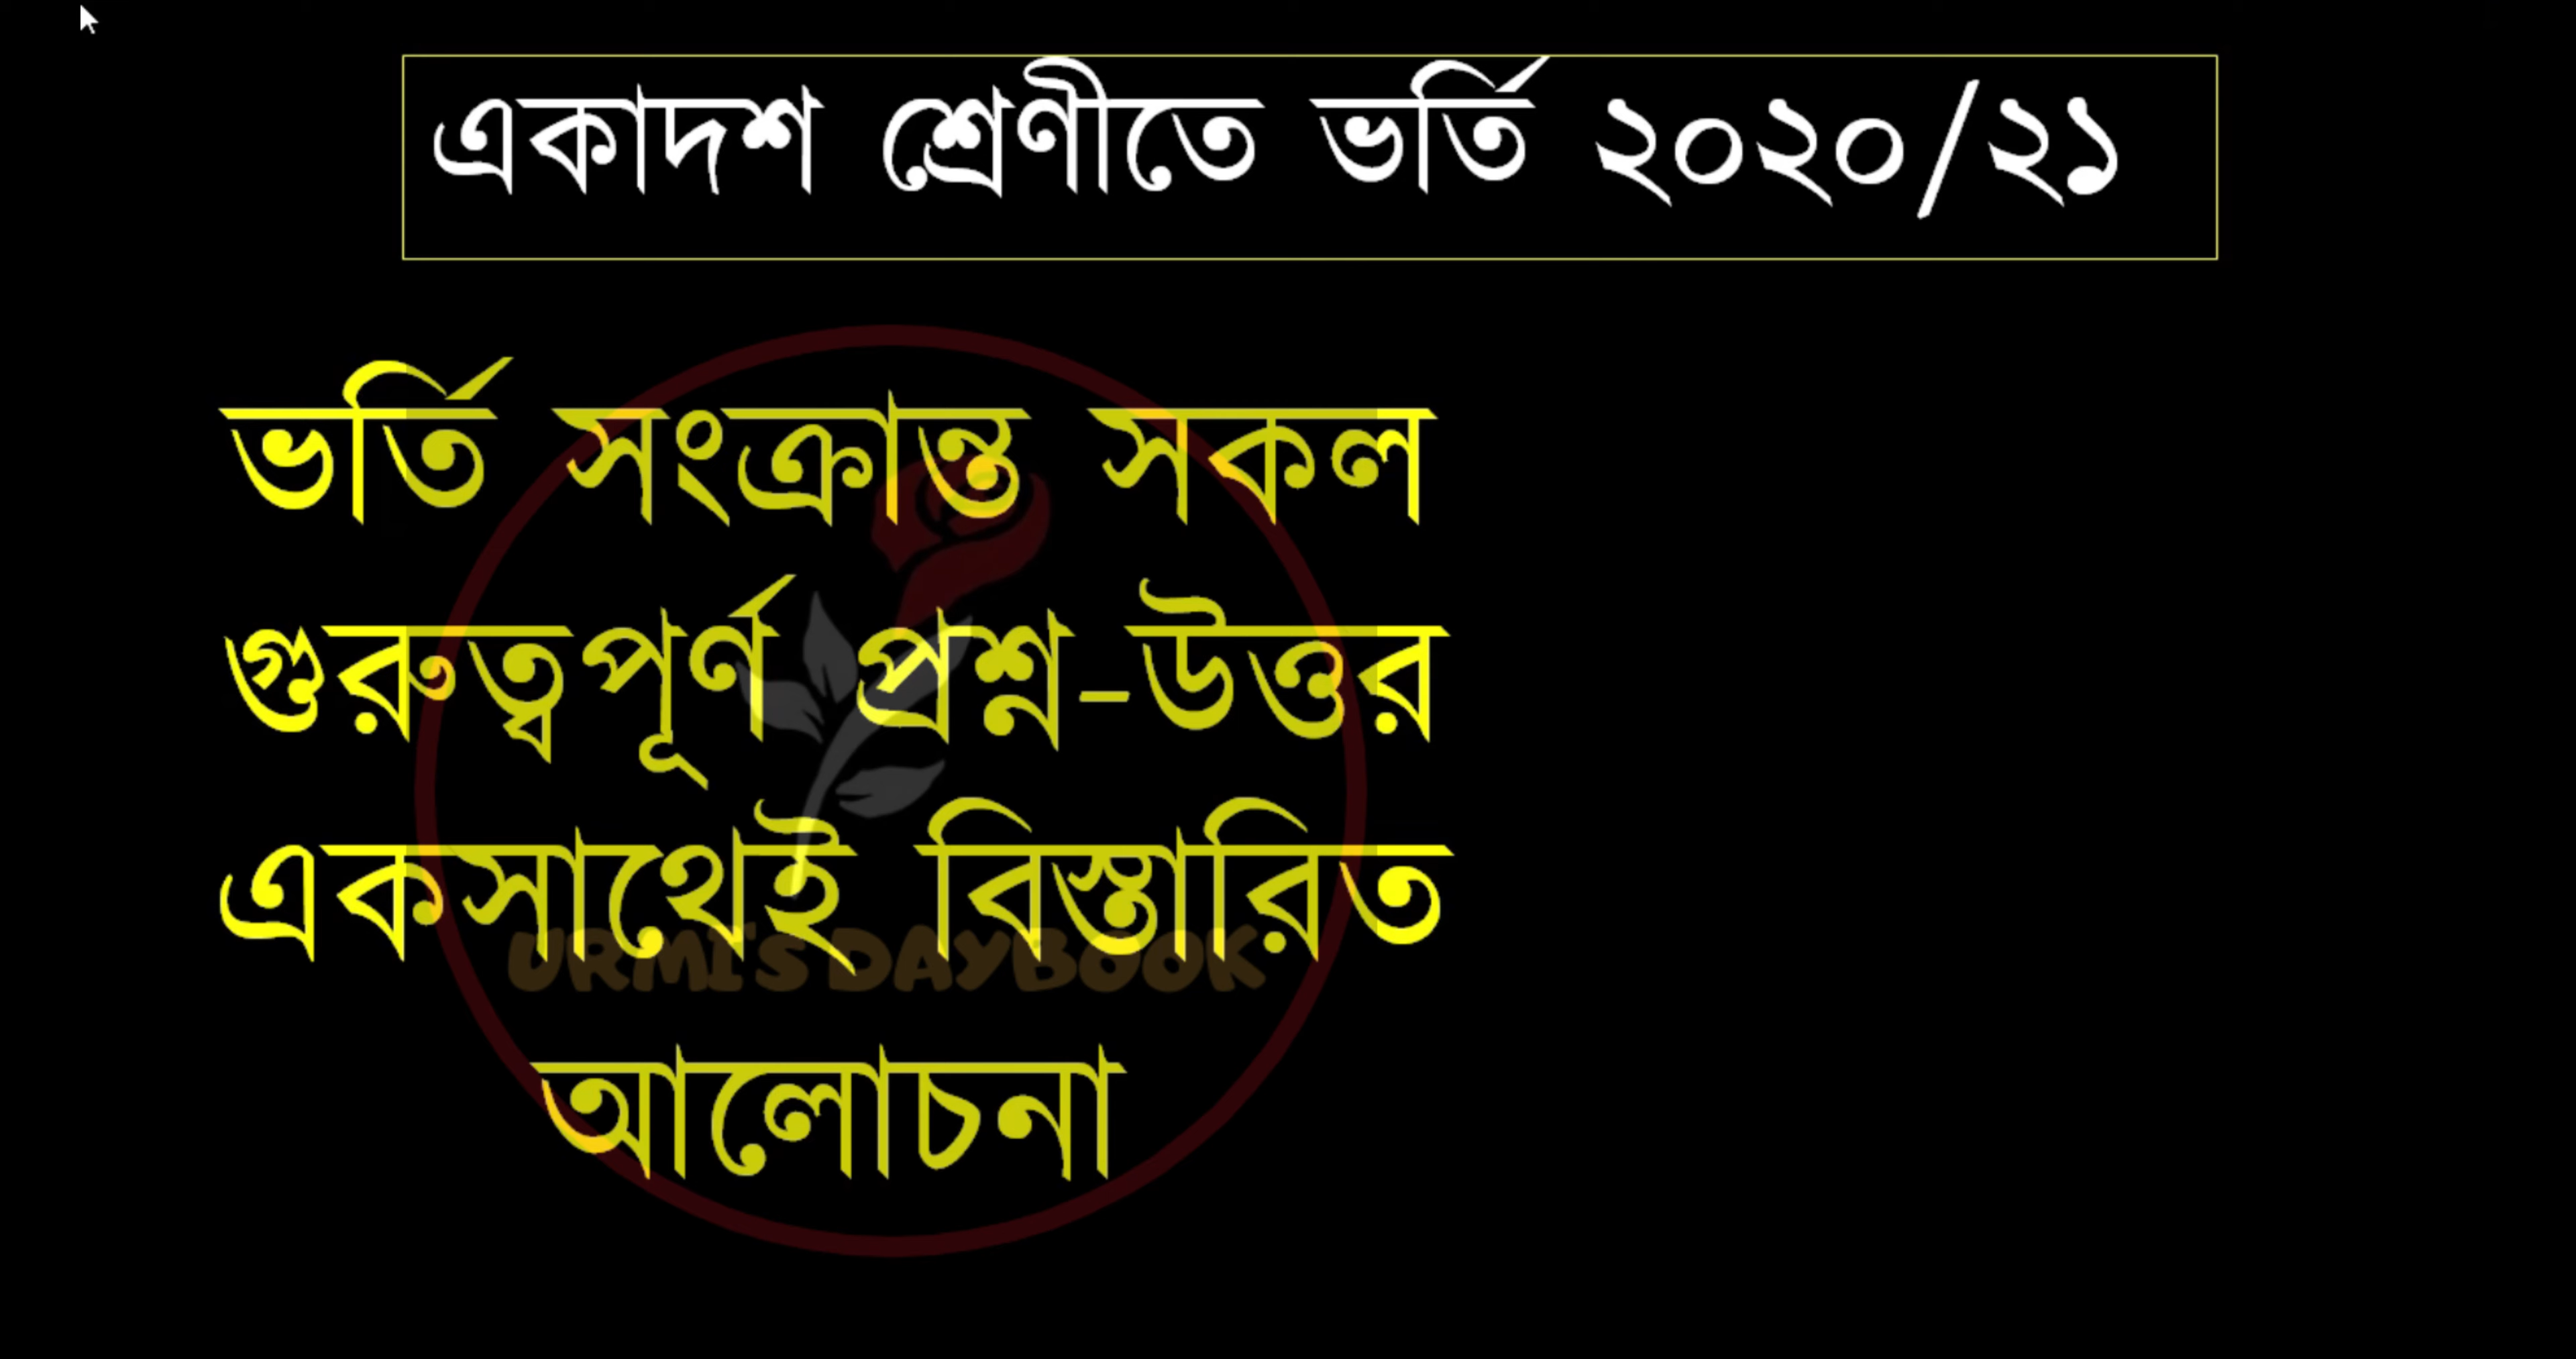 একাদশ শ্রেণীতে ভর্তি ২০২০/২১
ভর্তি সংক্রান্ত সকল
গুরুত্বপূর্ণ প্রশ্ন-উত্তর
একসাথেই বিস্তারিত
URMI'S DAYBOOK
আলোচনা